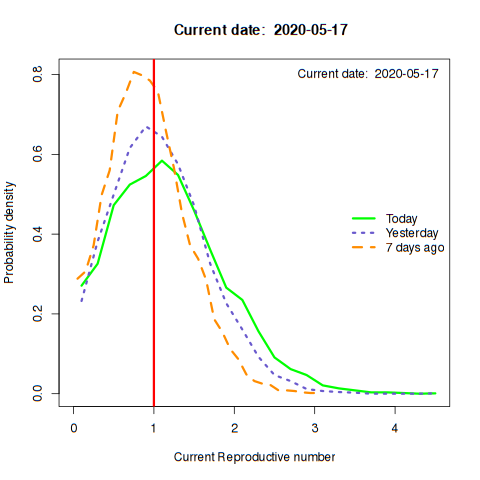 Current date:  2020-05-17
Current date:  2020-05-17
Probability density
0.8
0.6
0.4
0.2
0.0
Today
Yesterday
7 days ago
0 1 2 3 4
Current Reproductive number